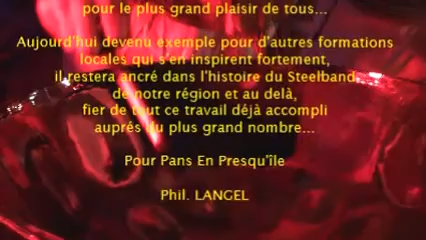 pour le plus grand plaisir de tous...
Aujourd'hui devenu exemple pour d'autres formations
locales qui s'en inspirent fortement,
il restera ancré dans l'histoire du Steelband,
de notre région et au delà,
fier de tout ce travail déjà accompli
auprès du plus grand nombre...
Pour Pans En Presqu'île
Phil. LANGEL